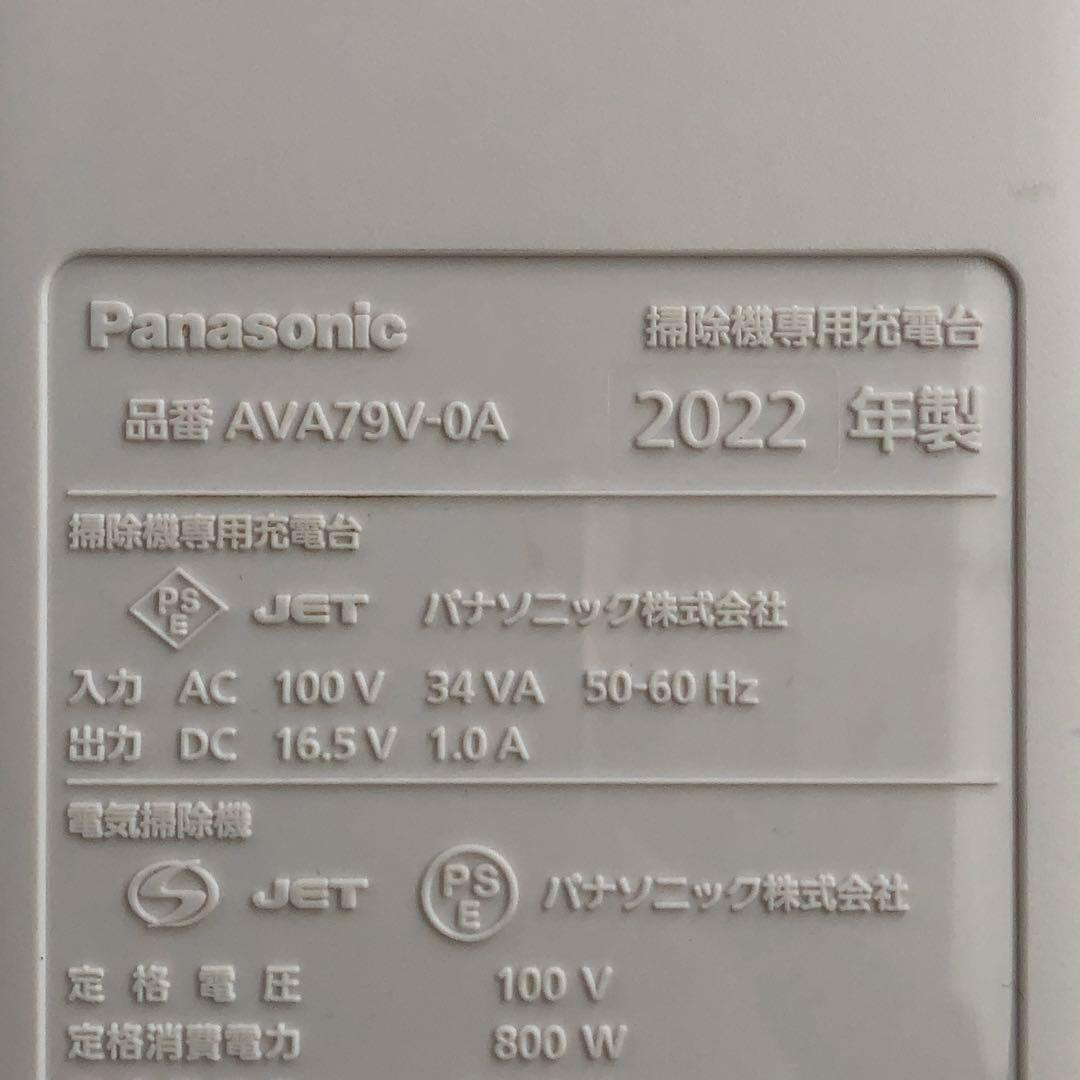 Panasonic 掃除機専用充電台
品番 AVA79V-0A 2022 年製
掃除機専用充電台
PSE JET パナソニック株式会社
入力 AC 100 V 34 VA 50-60 Hz
出力 DC 16.5 V 1.0 A
電気掃除機
S JET PSE パナソニック株式会社
定格電圧 100 V
定格消費電力 800 W